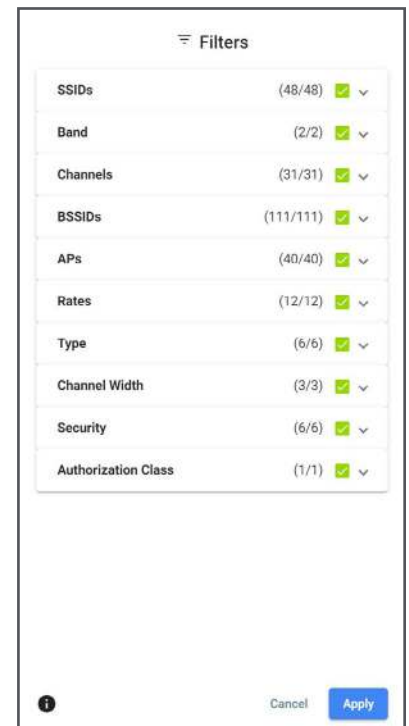 Filters
SSIDs (48/48)
Band (2/2)
Channels (31/31)
BSSIDs (111/111)
APs (40/40)
Rates (12/12)
Type (6/6)
Channel Width (3/3)
Security (6/6)
Authorization Class (1/1)
Cancel Apply